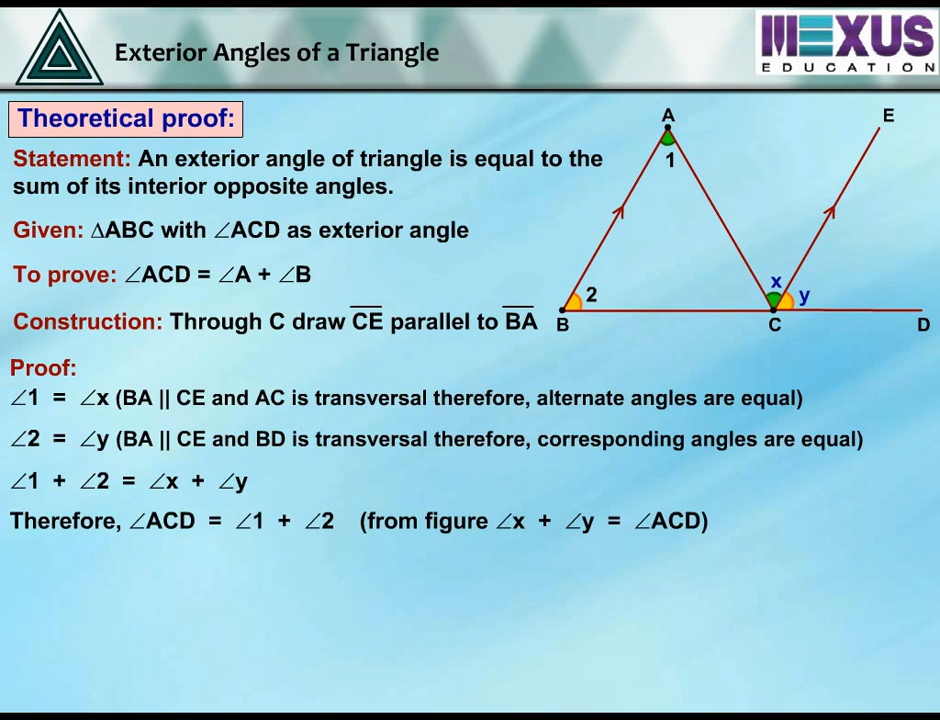 Exterior Angles of a Triangle
MEXUS
EDUCATION
Theoretical proof:
Statement: An exterior angle of triangle is equal to the
sum of its interior opposite angles.
Given: ∆ABC with ∠ACD as exterior angle
To prove: ∠ACD = ∠A + ∠B
Construction: Through C draw C̅E̅ parallel to B̅A̅
A
E
1
2
x
y
B
C
D
Proof:
∠1 = ∠x (BA || CE and AC is transversal therefore, alternate angles are equal)
∠2 = ∠y (BA || CE and BD is transversal therefore, corresponding angles are equal)
∠1 + ∠2 = ∠x + ∠y
Therefore, ∠ACD = ∠1 + ∠2 (from figure ∠x + ∠y = ∠ACD)